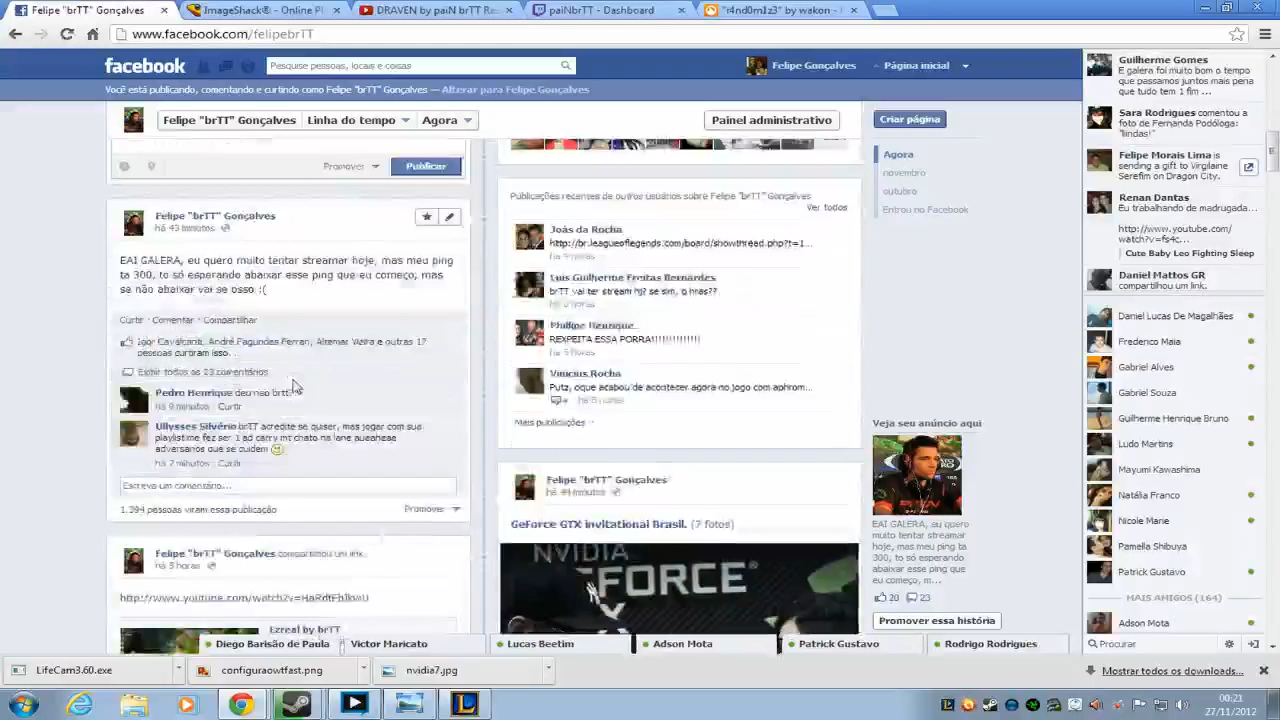 Felipe "brTT" Gonçalves
ImageShack® - Online P
DRAVEN by paiN brTT R
paiNbrTT - Dashboard
"r4nd0m1z3" by wakon -
www.facebook.com/felipebrTT
facebook
Pesquise pessoas, locais e coisas
Felipe Gonçalves
Página inicial
Você está publicando, comentando e curtindo como Felipe "brTT" Gonçalves — Alterar para Felipe Gonçalves
Felipe "brTT" Gonçalves
Linha do tempo
Agora
Painel administrativo
Criar página
Agora
novembro
outubro
Entrou no Facebook
Promover
Publicar
Felipe "brTT" Gonçalves
há 43 minutos
EAI GALERA, eu quero muito tentar streamar hoje, mas meu ping
ta 300, to só esperando abaixar esse ping que eu começo, mas
se não abaixar vai se osso :(
Curtir · Comentar · Compartilhar
Igor Cavalcanti, André Fagundes Ferrari, e outras 17
pessoas curtiram isso.
Exibir todos os 23 comentários
Pedro Henrique deu não brtt
há 9 minutos · Curtir
Ullysses Silvério brTT acredite se quiser, mas jogar com sua
playlist me fez ser 1 ad carry mt chato na lane
adversarios que se cuidem
há 7 minutos · Curtir
Escreva um comentário...
1.394 pessoas viram essa publicação
Promover
Felipe "brTT" Gonçalves compartilhou um link.
há 3 horas
Ezreal by brTT
Publicações recentes de outros usuários sobre Felipe "brTT" Gonçalves
Ver todos
Joás da Rocha
http://br.leagueoflegends.com/board/showthread.php?t=1...
Luis Guilherme Freitas Bernardes
brTT vai ter stream hj? se sim, q hras??
Phillipe Henrique
REXPEITA ESSA PORRA!!!!!!!!!!!!!
há 5 horas
Vinicius Rocha
Putz, oque acabou de acontecer agora no jogo com aphrom...
Mais publicações
Felipe "brTT" Gonçalves
há 44 minutos
GeForce GTX invitational Brasil. (7 fotos)
NVIDIA
FORCE
Veja seu anúncio aqui
EAI GALERA, eu quero
muito tentar streamar
hoje, mas meu ping ta
300, to só esperando
abaixar esse ping que
eu começo, m...
20 23
Promover essa história
Guilherme Gomes
E galera foi muito bom o tempo
que passamos juntos mais pena
que tudo tem 1 fim ...
Sara Rodrigues comentou a
foto de Fernanda Podóloga:
"lindas!"
Felipe Morais Lima is
sending a gift to Virgilaine
Serefim on Dragon City.
Renan Dantas
Eu trabalhando de madrugada...
http://www.youtube.com/
watch?v=fs4c...
Cute Baby Leo Fighting Sleep
Daniel Mattos GR
compartilhou um link.
Daniel Lucas De Magalhães
Frederico Maia
Gabriel Alves
Gabriel Souza
Guilherme Henrique Bruno
Ludo Martins
Mayumi Kawashima
Natália Franco
Nicole Marie
Pamella Shibuya
Patrick Gustavo
MAIS AMIGOS (164)
Adson Mota
Procurar
Diego Barisão de Paula
Victor Maricato
Lucas Beetim
Adson Mota
Patrick Gustavo
Rodrigo Rodrigues
LifeCam3.60.exe
configuraowtfast.png
nvidia7.jpg
Mostrar todos os downloads...
00:21
27/11/2012